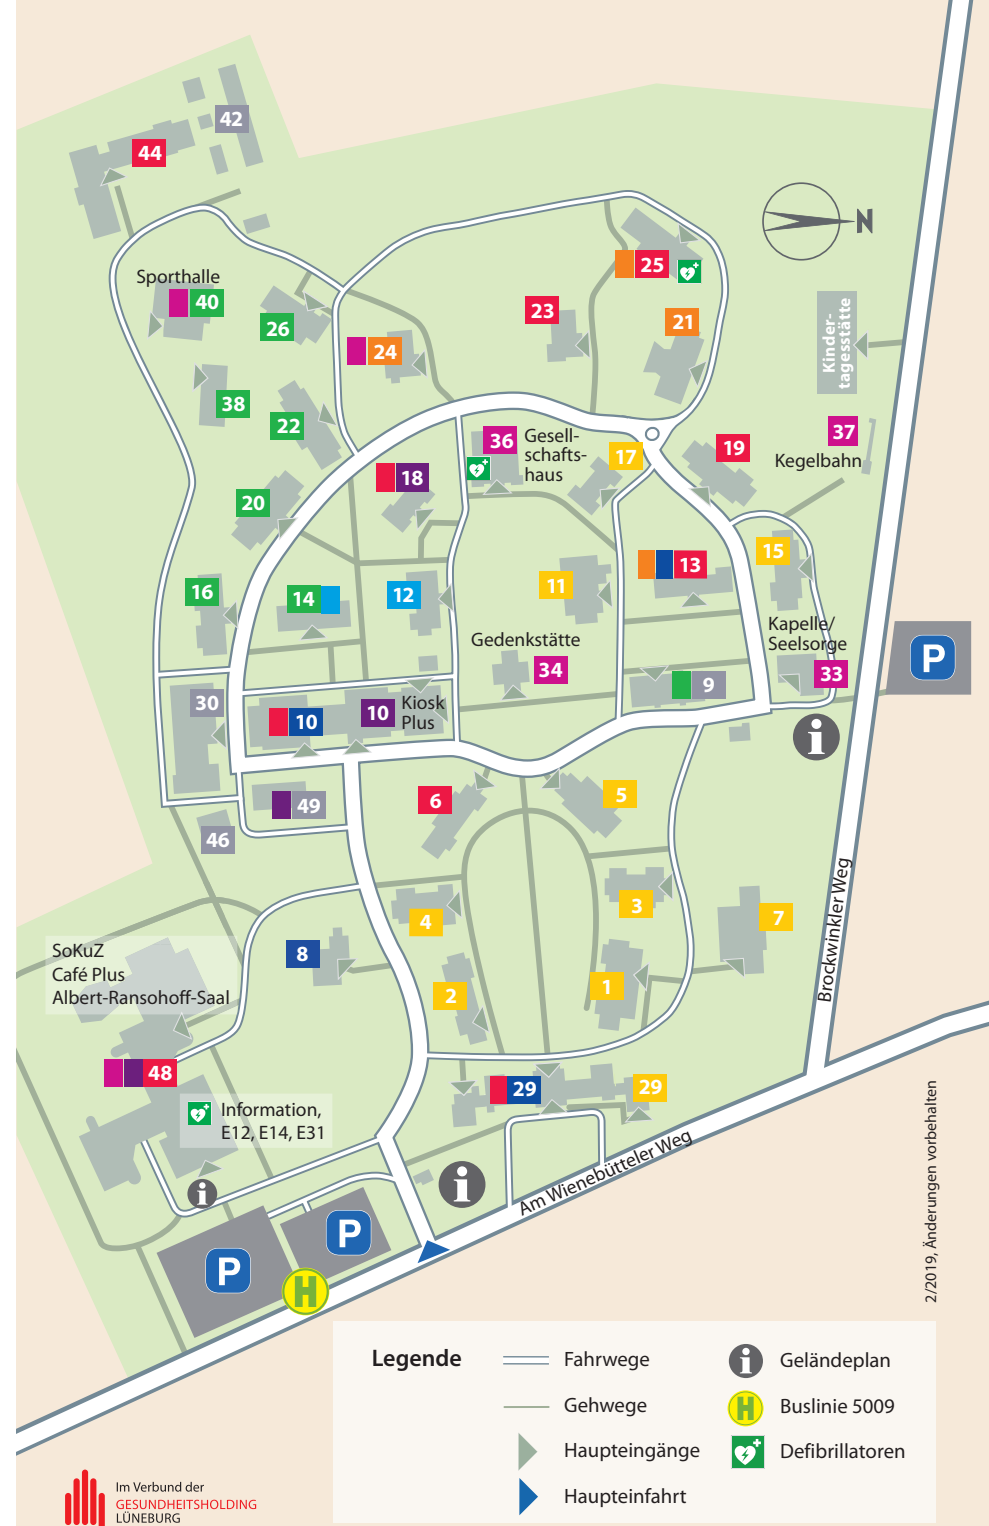 42
44
N
Sporthalle
40
26
25
23
21
24
Kinder-
tagesstätte
38
22
36
Gesell-
schafts-
haus
17
19
37
Kegelbahn
18
20
15
13
16
14
12
11
Kapelle/
Seelsorge
Gedenkstätte
34
33
P
9
30
10
10
Kiosk
Plus
i
6
5
49
46
3
4
7
Brockwinkler Weg
SoKuZ
Café Plus
Albert-Ransohoff-Saal
8
2
1
48
29
29
Information,
E12, E14, E31
i
i
Am Wienebütteler Weg
P
P
H
2/2019, Änderungen vorbehalten
Legende
Fahrwege
Gehwege
Haupteingänge
Haupteinfahrt
i
Geländeplan
H
Buslinie 5009
Defibrillatoren
Im Verbund der
GESUNDHEITSHOLDING
LÜNEBURG